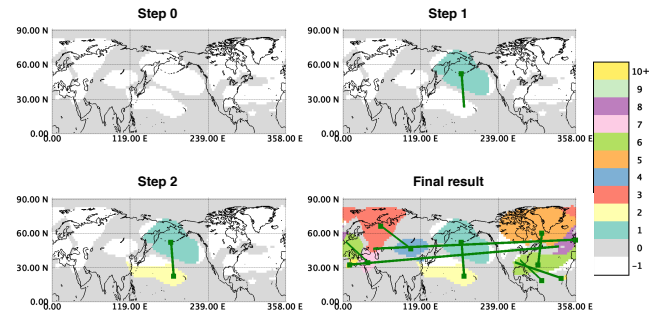 Step 0
Step 1
90.00 N
60.00 N
30.00 N
0.00
0.00
119.00 E
239.00 E
358.00 E
90.00 N
60.00 N
30.00 N
0.00
0.00
119.00 E
239.00 E
358.00 E
Step 2
Final result
90.00 N
60.00 N
30.00 N
0.00
0.00
119.00 E
239.00 E
358.00 E
90.00 N
60.00 N
30.00 N
0.00
0.00
119.00 E
239.00 E
358.00 E
10+
9
8
7
6
5
4
3
2
1
0
−1